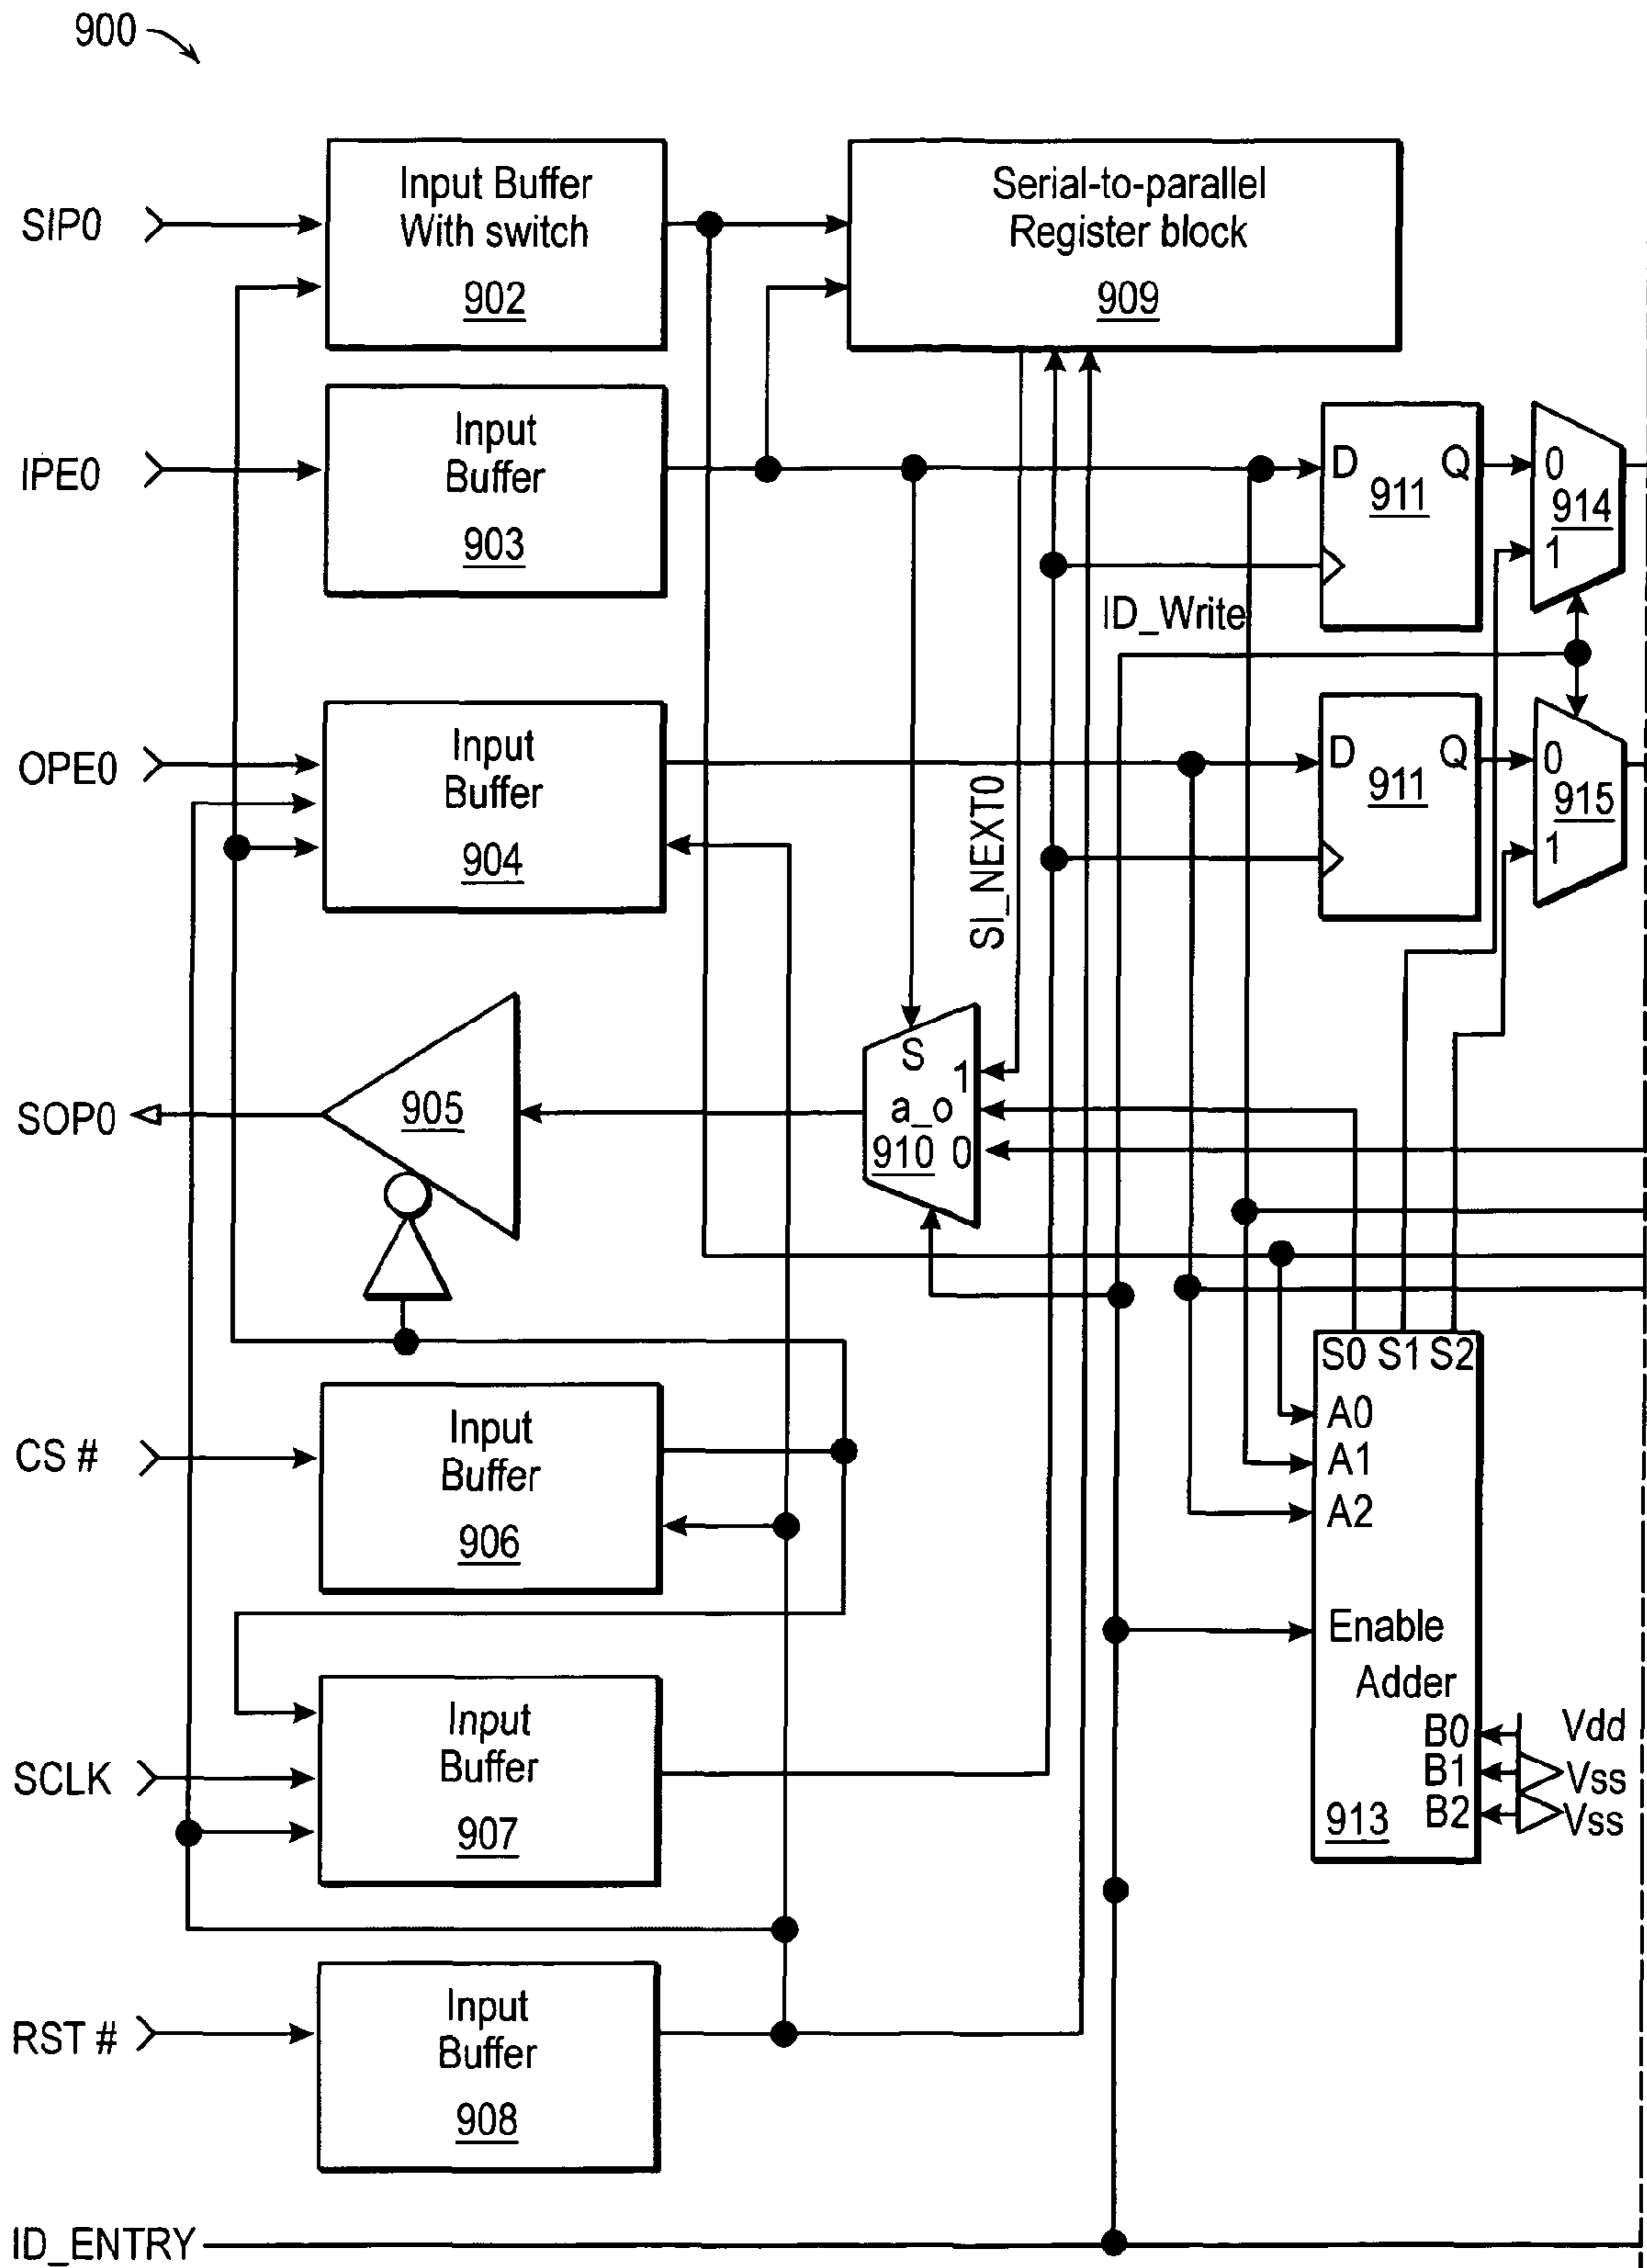 900
SIP0
Input Buffer
With switch
902
Serial-to-parallel
Register block
909
IPE0
Input
Buffer
903
D
Q
911
0
914
1
ID_Write
OPE0
Input
Buffer
904
SI_NEXT0
D
Q
911
0
915
1
SOP0
905
S
1
a_o
910
0
S0 S1 S2
A0
A1
A2
Enable
Adder
B0
B1
B2
913
Vdd
Vss
Vss
CS #
Input
Buffer
906
SCLK
Input
Buffer
907
RST #
Input
Buffer
908
ID_ENTRY